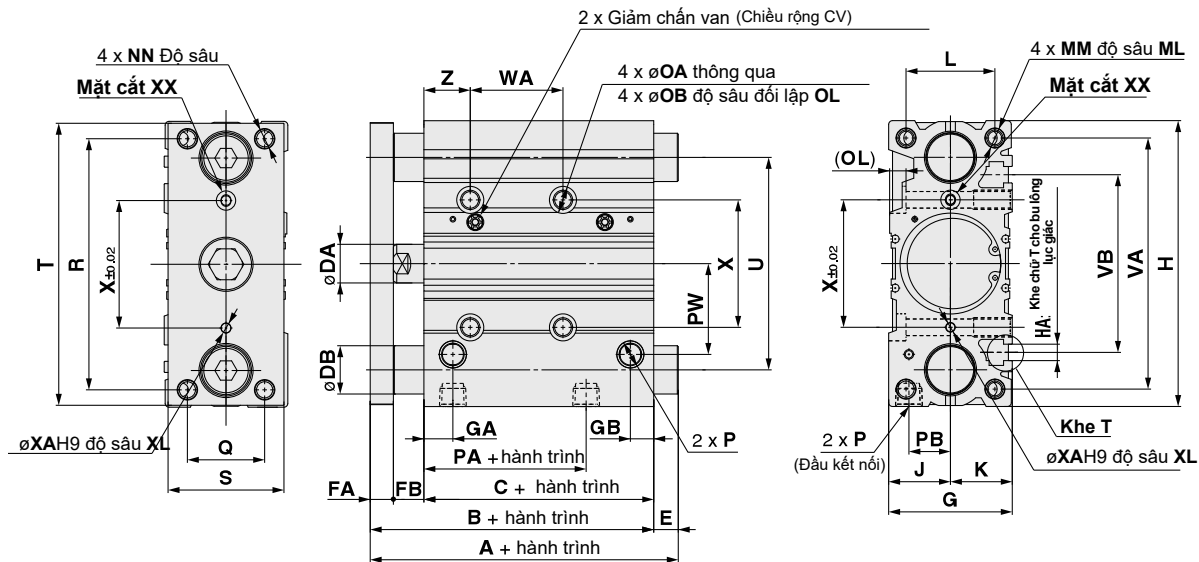 2 x Giảm chấn van (Chiều rộng CV)
4 x NN Độ sâu
Mặt cắt XX
Z
WA
4 x øOA thông qua
4 x øOB độ sâu đối lập OL
L
4 x MM độ sâu ML
Mặt cắt XX
(OL)
T
R
X±0.02
øDA
øDB
PW
X
U
X±0.02
Khe chữ T cho bu lông
lục giác
HA:
VB
VA
H
øXAH9 độ sâu XL
Q
S
GA
GB
2 x P
PA + hành trình
FA
FB
C + hành trình
B + hành trình
E
A + hành trình
2 x P
(Đầu kết nối)
PB
J
K
G
Khe T
øXAH9 độ sâu XL